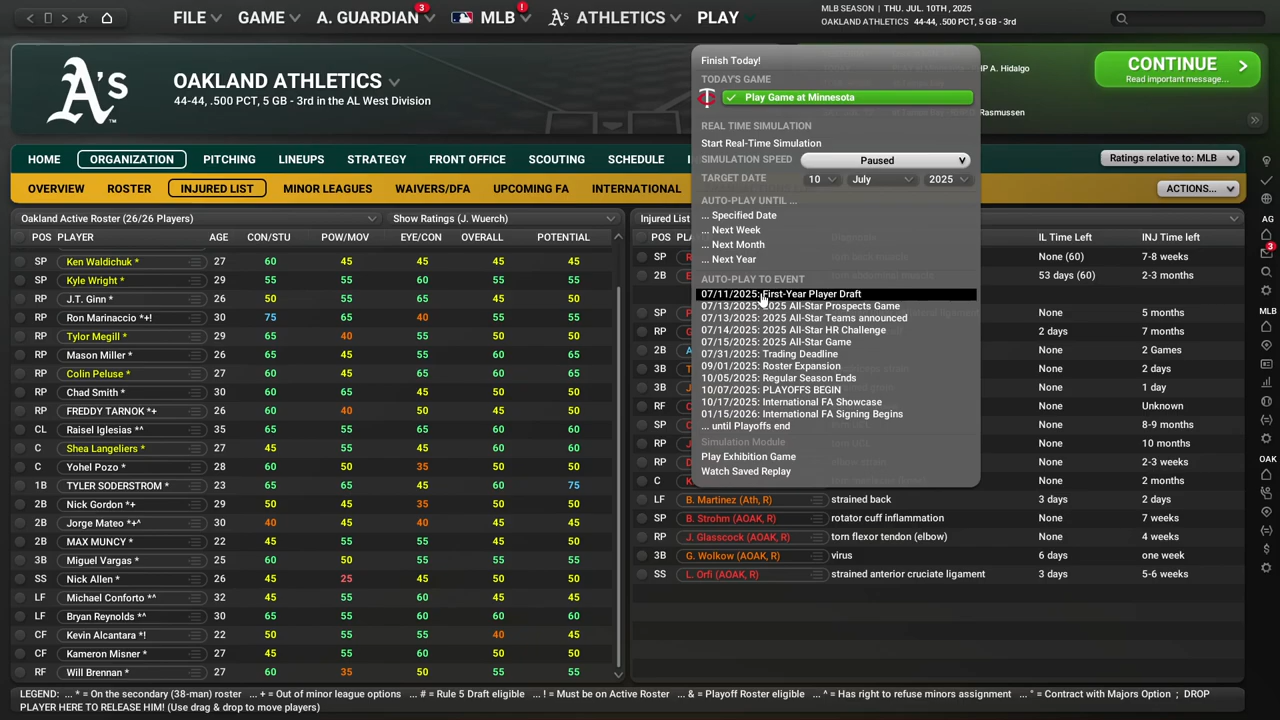 FILE GAME A. GUARDIAN 3 MLB ! A's ATHLETICS PLAY
MLB SEASON | THU. JUL. 10TH , 2025
OAKLAND ATHLETICS 44-44, .500 PCT, 5 GB - 3rd
A's
OAKLAND ATHLETICS
44-44, .500 PCT, 5 GB - 3rd in the AL West Division
IP A. Hidalgo
Rasmussen
CONTINUE
Read important message...
HOME ORGANIZATION PITCHING LINEUPS STRATEGY FRONT OFFICE SCOUTING SCHEDULE
Ratings relative to: MLB
OVERVIEW ROSTER INJURED LIST MINOR LEAGUES WAIVERS/DFA UPCOMING FA INTERNATIONAL
ACTIONS...
Finish Today!
TODAY'S GAME
Play Game at Minnesota
REAL TIME SIMULATION
Start Real-Time Simulation
SIMULATION SPEED Paused
TARGET DATE 10 July 2025
AUTO-PLAY UNTIL ...
... Specified Date
... Next Week
... Next Month
... Next Year
AUTO-PLAY TO EVENT
07/11/2025: First-Year Player Draft
07/13/2025: 2025 All-Star Prospects Game
07/13/2025: 2025 All-Star Teams announced
07/14/2025: 2025 All-Star HR Challenge
07/15/2025: 2025 All-Star Game
07/31/2025: Trading Deadline
09/01/2025: Roster Expansion
10/05/2025: Regular Season Ends
10/07/2025: PLAYOFFS BEGIN
10/17/2025: International FA Showcase
01/15/2026: International FA Signing Begins
... until Playoffs end
Simulation Module
Play Exhibition Game
Watch Saved Replay
Oakland Active Roster (26/26 Players) Show Ratings (J. Wuerch)
POS PLAYER AGE CON/STU POW/MOV EYE/CON OVERALL POTENTIAL
SP Ken Waldichuk * 27 60 45 45 45 45
SP Kyle Wright * 29 55 55 60 55 55
RP J.T. Ginn * 26 50 55 45 50 50
RP Ron Marinaccio *+! 30 75 65 40 60 60
RP Tylor Megill * 29 65 40 55 50 50
RP Mason Miller * 26 65 55 45 60 65
RP Colin Peluse * 27 65 55 60 60 60
RP Chad Smith * 30 65 55 45 50 50
RP FREDDY TARNOK *+ 26 60 40 50 50 50
CL Raisel Iglesias *^ 35 65 55 65 60 60
C Shea Langeliers * 27 45 55 45 60 60
C Yohel Pozo * 28 60 50 35 50 50
1B TYLER SODERSTROM * 23 65 65 45 60 75
2B Nick Gordon *+ 29 50 45 35 45 45
2B Jorge Mateo *+^ 30 40 45 40 45 45
2B MAX MUNCY * 22 45 55 45 50 50
3B Miguel Vargas * 25 60 50 65 55 55
SS Nick Allen * 26 45 25 45 50 50
LF Michael Conforto *^ 32 45 55 60 45 45
LF Bryan Reynolds *^ 30 65 55 60 60 60
CF Kevin Alcantara *! 22 50 55 55 40 45
CF Kameron Misner * 27 45 55 60 50 50
RF Will Brennan * 27 60 35 50 55 55
Injured List
POS IL Time Left INJ Time left
SP None (60) 7-8 weeks
2B 53 days (60) 2-3 months
SP None 5 months
RP 2 days 7 months
2B None 2 Games
3B None 2 days
3B None 1 day
RF None Unknown
SP None 8-9 months
RP None 10 months
RP None 2-3 weeks
C None 2 months
LF B. Martinez (Ath, R) strained back 3 days 2 days
SP B. Strohm (AOAK, R) rotator cuff inflammation None 7 weeks
RP J. Glasscock (AOAK, R) torn flexor tendon (elbow) None 4 weeks
3B G. Wolkow (AOAK, R) virus 6 days one week
SS L. Orfi (AOAK, R) strained anterior cruciate ligament 3 days 5-6 weeks
AG
3
MLB
OAK
LEGEND: ... * = On the secondary (38-man) roster ... + = Out of minor league options ... # = Rule 5 Draft eligible ... ! = Must be on Active Roster ... & = Playoff Roster eligible ... ^ = Has right to refuse minors assignment ... ° = Contract with Majors Option ; DROP
PLAYER HERE TO RELEASE HIM! (Use drag & drop to move players)